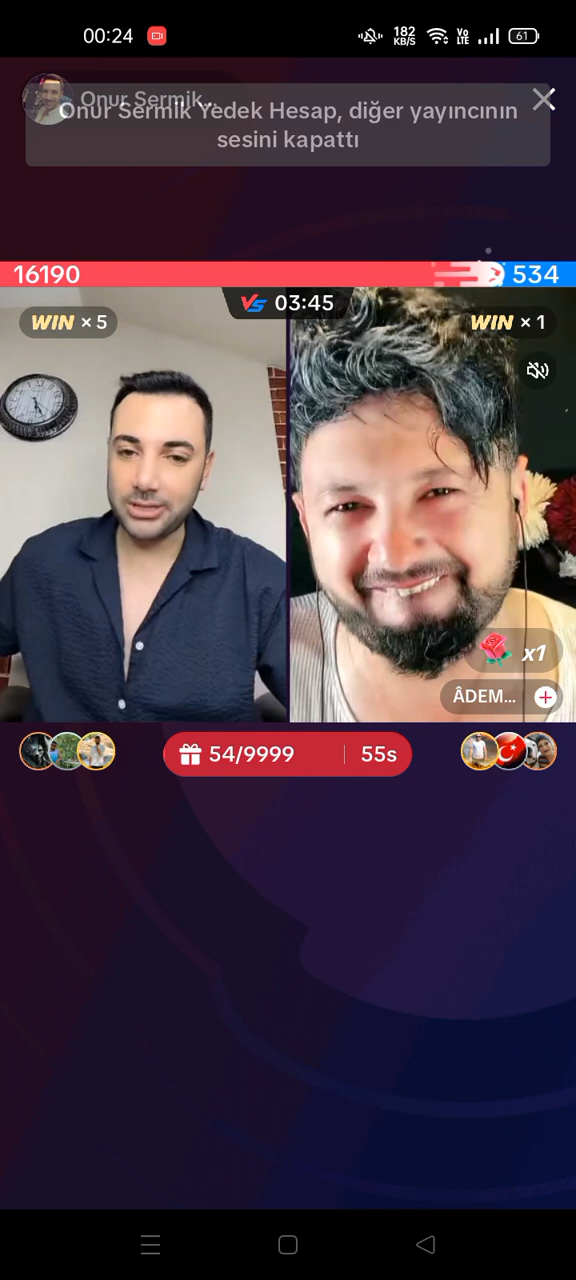 00:24
182
KB/S
Vo
LTE
61
Onur Sermik...
Onur Sermik Yedek Hesap, diğer yayıncının
sesini kapattı
16190
534
VS 03:45
WIN × 5
WIN × 1
x1
ÂDEM...
54/9999
55s